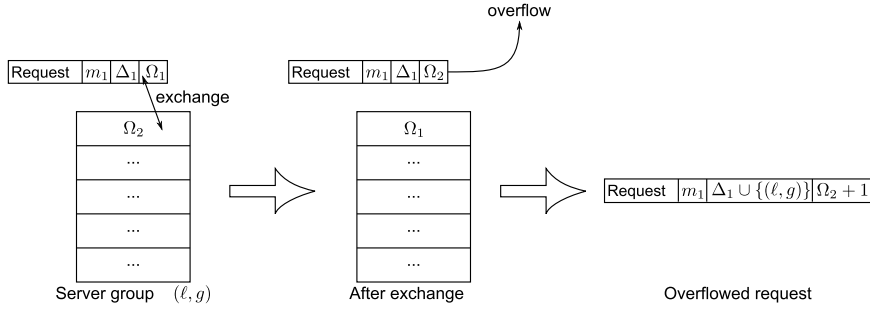 overflow
Request m₁ Δ₁ Ω₁
Request m₁ Δ₁ Ω₂
exchange
Ω₂
Ω₁
...
...
...
...
...
...
...
...
Request m₁ Δ₁ ∪ {(ℓ, g)} Ω₂ + 1
Server group (ℓ, g)
After exchange
Overflowed request